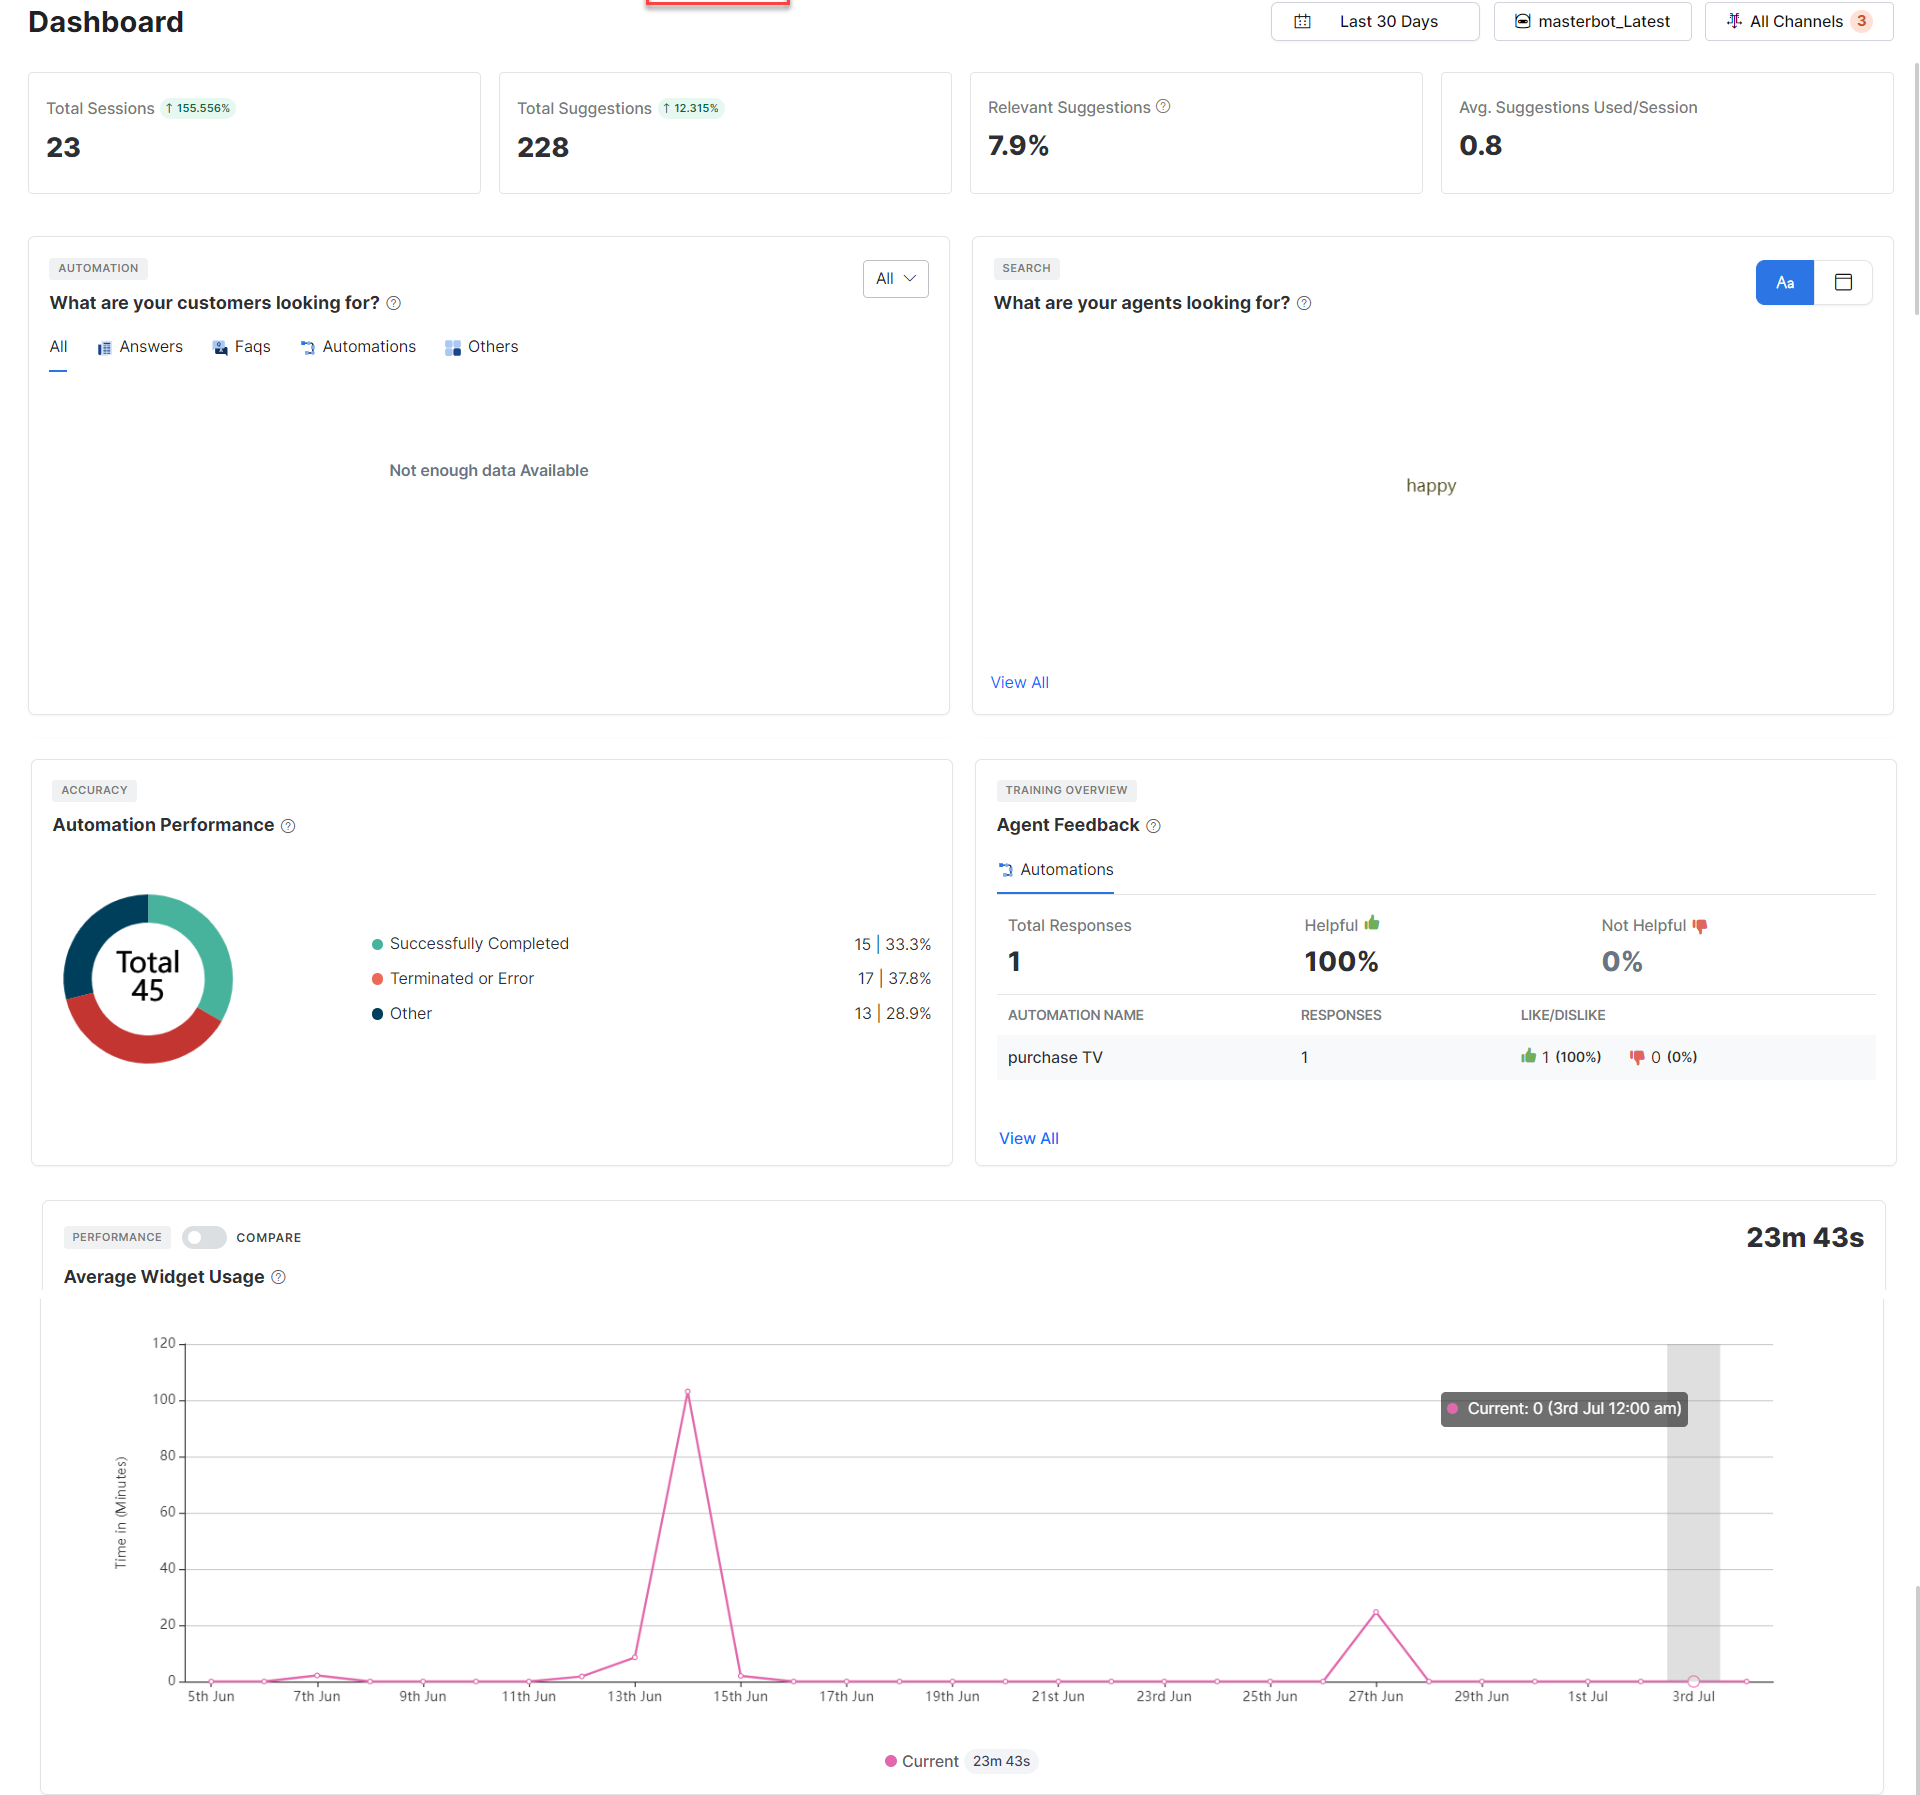 Dashboard
Last 30 Days
masterbot_Latest
All Channels 3
Total Sessions ↑ 155.556%
23
Total Suggestions ↑ 12.315%
228
Relevant Suggestions ?
7.9%
Avg. Suggestions Used/Session
0.8
AUTOMATION
What are your customers looking for? ?
All
All Answers Faqs Automations Others
Not enough data Available
SEARCH
What are your agents looking for? ?
Aa
happy
View All
ACCURACY
Automation Performance ?
Total
45
Successfully Completed 15 | 33.3%
Terminated or Error 17 | 37.8%
Other 13 | 28.9%
TRAINING OVERVIEW
Agent Feedback ?
Automations
Total Responses Helpful Not Helpful
1 100% 0%
AUTOMATION NAME RESPONSES LIKE/DISLIKE
purchase TV 1 1 (100%) 0 (0%)
View All
PERFORMANCE COMPARE
23m 43s
Average Widget Usage ?
Time in (Minutes)
120
100
80
60
40
20
0
Current: 0 (3rd Jul 12:00 am)
5th Jun 7th Jun 9th Jun 11th Jun 13th Jun 15th Jun 17th Jun 19th Jun 21st Jun 23rd Jun 25th Jun 27th Jun 29th Jun 1st Jul 3rd Jul
Current 23m 43s